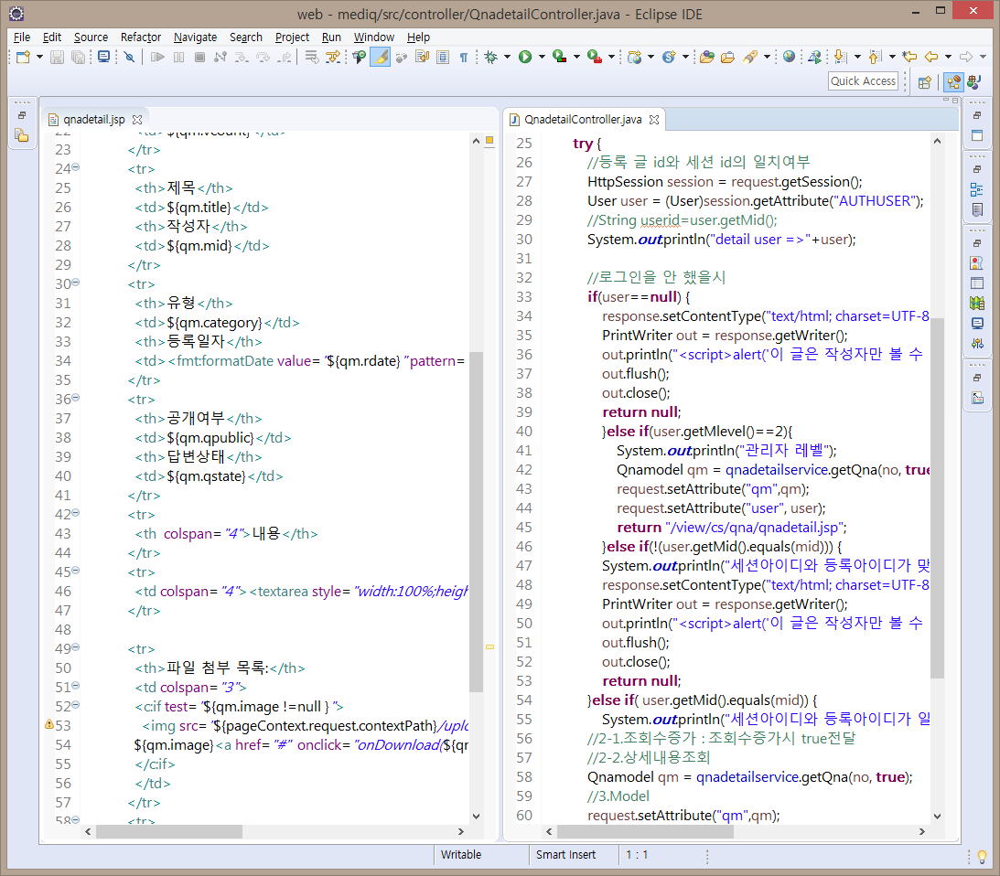 web - mediq/src/controller/QnadetailController.java - Eclipse IDE
File Edit Source Refactor Navigate Search Project Run Window Help
Quick Access
qnadetail.jsp
22 <td>${qm.vcount}</td>
23 </tr>
24 <tr>
25 <th>제목</th>
26 <td>${qm.title}</td>
27 <th>작성자</th>
28 <td>${qm.mid}</td>
29 </tr>
30 <tr>
31 <th>유형</th>
32 <td>${qm.category}</td>
33 <th>등록일자</th>
34 <td><fmt:formatDate value="${qm.rdate}" pattern=
35 </tr>
36 <tr>
37 <th>공개여부</th>
38 <td>${qm.qpublic}</td>
39 <th>답변상태</th>
40 <td>${qm.qstate}</td>
41 </tr>
42 <tr>
43 <th colspan="4">내용</th>
44 </tr>
45 <tr>
46 <td colspan="4"><textarea style="width:100%;heigh
47 </tr>
48
49 <tr>
50 <th>파일 첨부 목록:</th>
51 <td colspan="3">
52 <c:if test="${qm.image !=null }">
53 <img src="${pageContext.request.contextPath}/uplo
54 ${qm.image}<a href="#" onclick="onDownload(${qr
55 </c:if>
56 </td>
57 </tr>
58 <tr>
QnadetailController.java
25 try {
26 //등록 글 id와 세션 id의 일치여부
27 HttpSession session = request.getSession();
28 User user = (User)session.getAttribute("AUTHUSER");
29 //String userid=user.getMid();
30 System.out.println("detail user =>"+user);
31
32 //로그인을 안 했을시
33 if(user==null) {
34 response.setContentType("text/html; charset=UTF-8
35 PrintWriter out = response.getWriter();
36 out.println("<script>alert('이 글은 작성자만 볼 수
37 out.flush();
38 out.close();
39 return null;
40 }else if(user.getMlevel()==2){
41 System.out.println("관리자 레벨");
42 Qnamodel qm = qnadetailservice.getQna(no, true
43 request.setAttribute("qm",qm);
44 request.setAttribute("user", user);
45 return "/view/cs/qna/qnadetail.jsp";
46 }else if(!(user.getMid().equals(mid))) {
47 System.out.println("세션아이디와 등록아이디가 맞
48 response.setContentType("text/html; charset=UTF-8
49 PrintWriter out = response.getWriter();
50 out.println("<script>alert('이 글은 작성자만 볼 수
51 out.flush();
52 out.close();
53 return null;
54 }else if( user.getMid().equals(mid)) {
55 System.out.println("세션아이디와 등록아이디가 일
56 //2-1.조회수증가 : 조회수증가시 true전달
57 //2-2.상세내용조회
58 Qnamodel qm = qnadetailservice.getQna(no, true);
59 //3.Model
60 request.setAttribute("qm",qm);
Writable Smart Insert 1 : 1